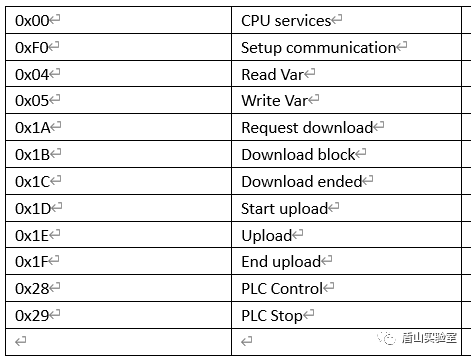 0x00 CPU services
0xF0 Setup communication
0x04 Read Var
0x05 Write Var
0x1A Request download
0x1B Download block
0x1C Download ended
0x1D Start upload
0x1E Upload
0x1F End upload
0x28 PLC Control
0x29 PLC Stop
盾山实验室